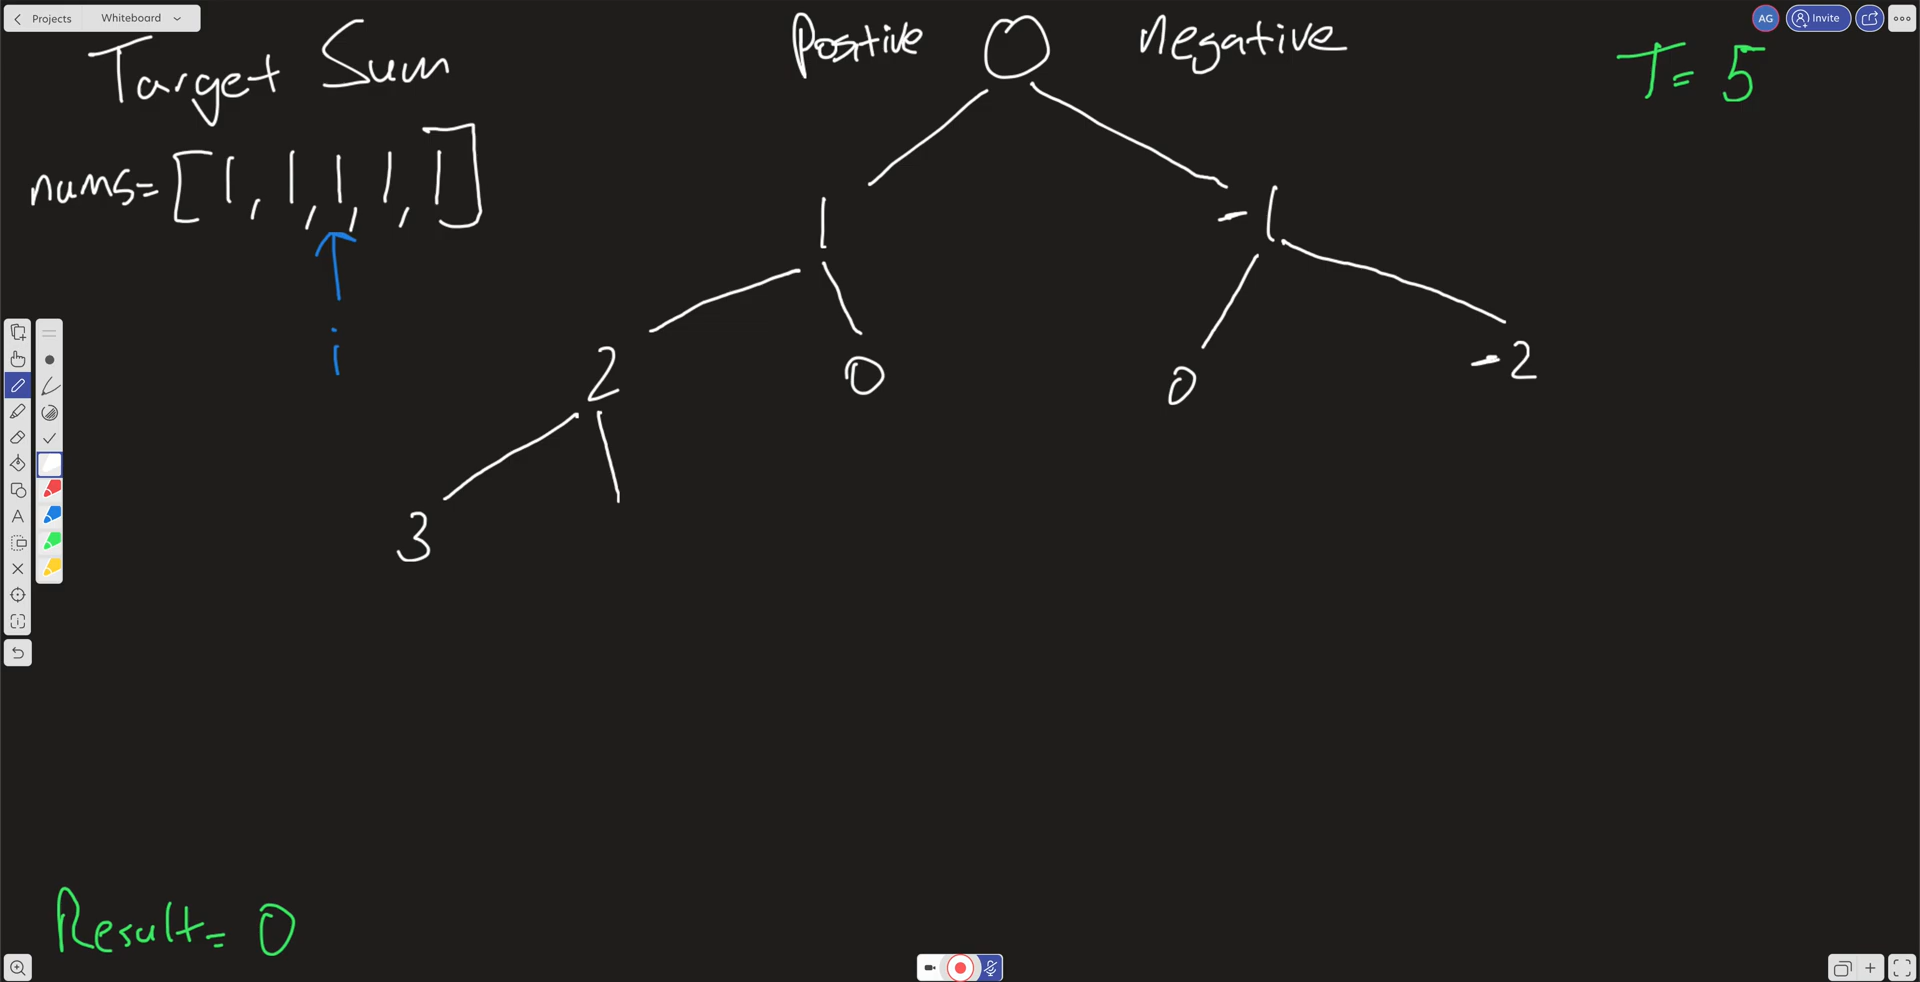 Projects
Whiteboard
AG
Invite
Target Sum
Positive
0
Negative
T= 5
nums= [1, 1, 1, 1, 1]
i
1
-1
2
0
0
-2
3
Result= 0
A